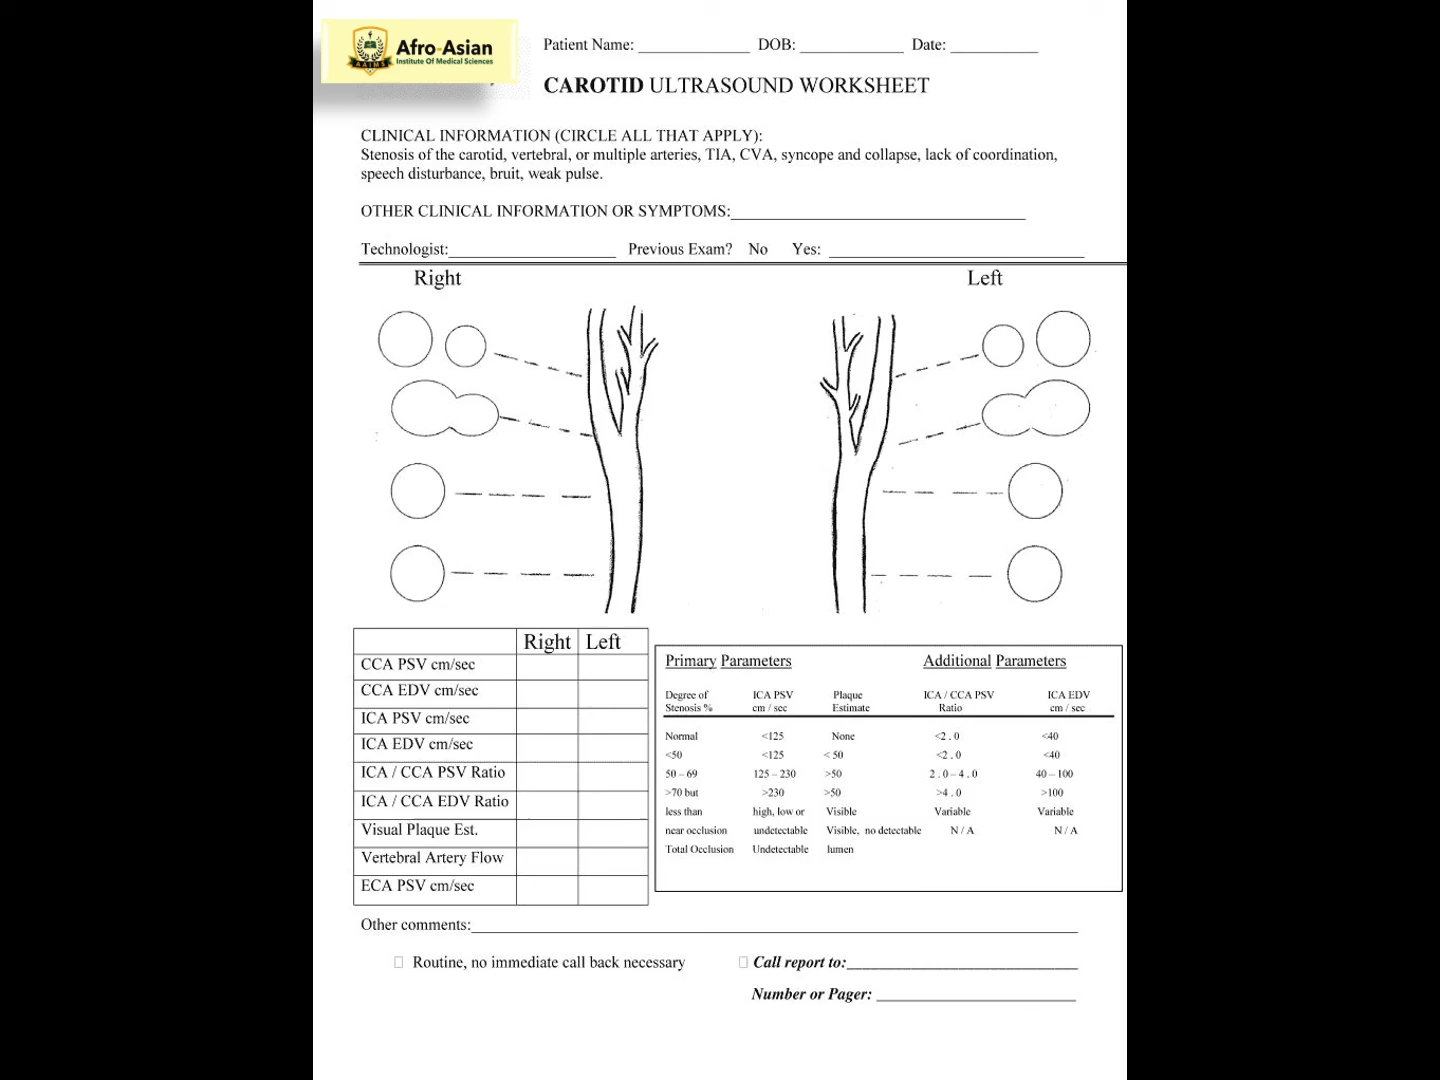 Afro-Asian
Institute Of Medical Sciences
AAIMS
Patient Name: ______________ DOB: _____________ Date: ___________
CAROTID ULTRASOUND WORKSHEET
CLINICAL INFORMATION (CIRCLE ALL THAT APPLY):
Stenosis of the carotid, vertebral, or multiple arteries, TIA, CVA, syncope and collapse, lack of coordination,
speech disturbance, bruit, weak pulse.
OTHER CLINICAL INFORMATION OR SYMPTOMS:____________________
Technologist:_____________________ Previous Exam? No Yes: ________________________________
Right Left
Right Left
CCA PSV cm/sec
CCA EDV cm/sec
ICA PSV cm/sec
ICA EDV cm/sec
ICA / CCA PSV Ratio
ICA / CCA EDV Ratio
Visual Plaque Est.
Vertebral Artery Flow
ECA PSV cm/sec
Primary Parameters Additional Parameters
Degree of ICA PSV Plaque ICA / CCA PSV ICA EDV
Stenosis % cm / sec Estimate Ratio cm / sec
Normal <125 None <2 . 0 <40
<50 <125 < 50 <2 . 0 <40
50 – 69 125 – 230 >50 2 . 0 – 4 . 0 40 – 100
>70 but >230 >50 >4 . 0 >100
less than high, low or Visible Variable Variable
near occlusion undetectable Visible, no detectable N / A N / A
Total Occlusion Undetectable lumen
Other comments:____________________________________________________________
Routine, no immediate call back necessary Call report to:_____________________________
Number or Pager: _________________________